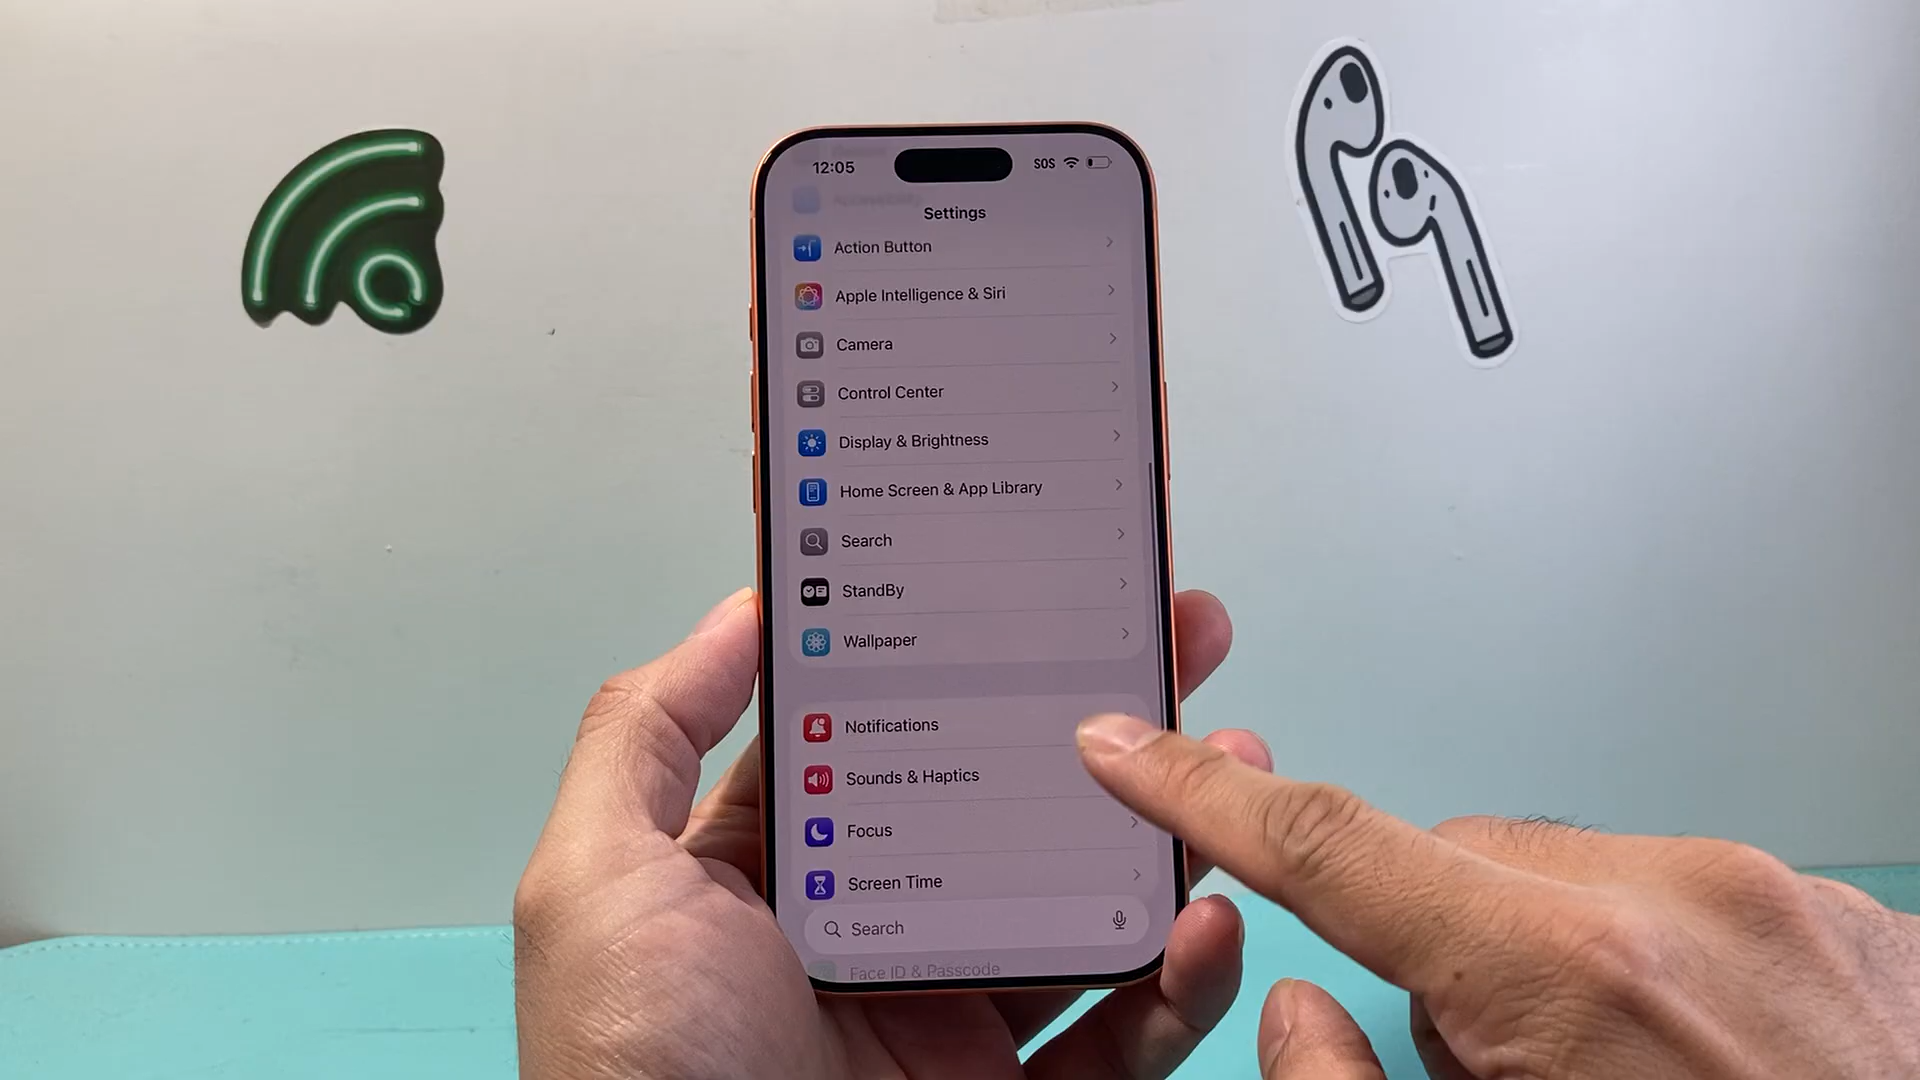 12:05
SOS
Accessibility
Settings
Action Button
Apple Intelligence & Siri
Camera
Control Center
Display & Brightness
Home Screen & App Library
Search
StandBy
Wallpaper
Notifications
Sounds & Haptics
Focus
Screen Time
Search
Face ID & Passcode